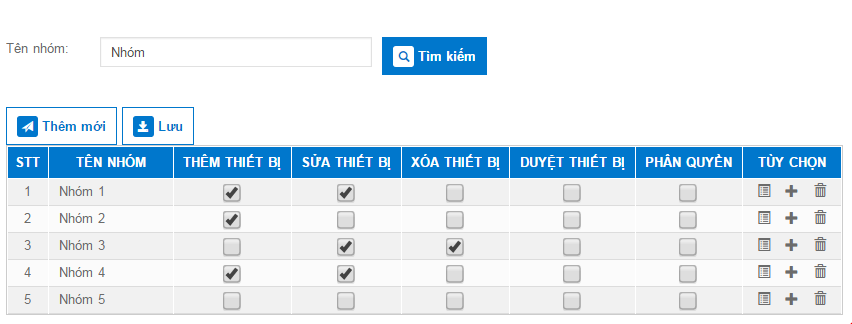 Tên nhóm: Nhóm Tìm kiếm
Thêm mới Lưu
STT TÊN NHÓM THÊM THIẾT BỊ SỬA THIẾT BỊ XÓA THIẾT BỊ DUYỆT THIẾT BỊ PHÂN QUYỀN TÙY CHỌN
1 Nhóm 1
2 Nhóm 2
3 Nhóm 3
4 Nhóm 4
5 Nhóm 5